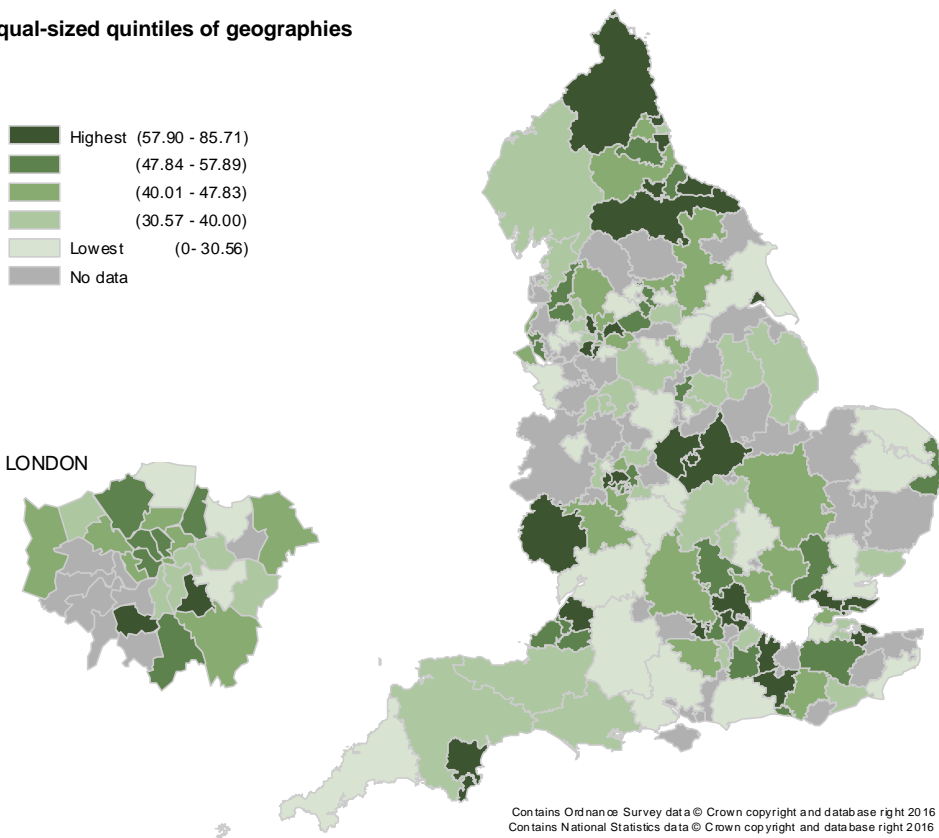 qual-sized quintiles of geographies
Highest (57.90 - 85.71)
(47.84 - 57.89)
(40.01 - 47.83)
(30.57 - 40.00)
Lowest (0- 30.56)
No data
LONDON
Contains Ordnance Survey data © Crown copyright and database right 2016
Contains National Statistics data © Crown copyright and database right 2016